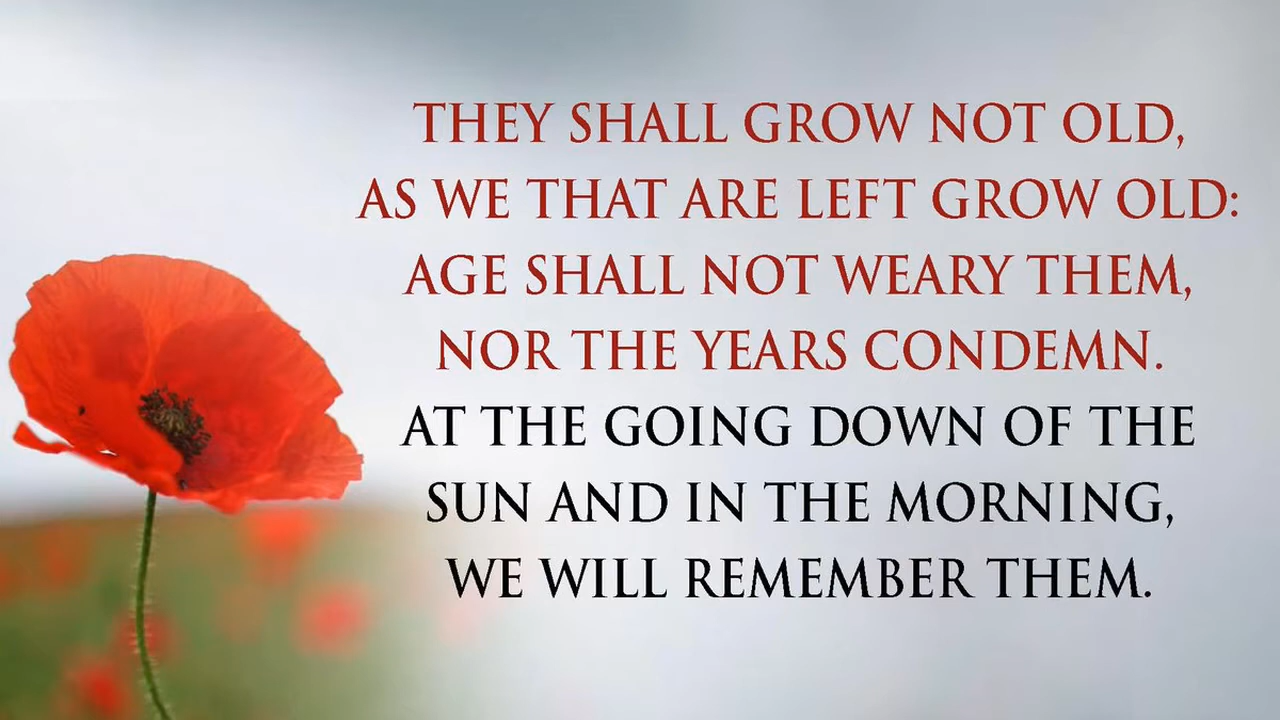 THEY SHALL GROW NOT OLD,
AS WE THAT ARE LEFT GROW OLD:
AGE SHALL NOT WEARY THEM,
NOR THE YEARS CONDEMN.
AT THE GOING DOWN OF THE
SUN AND IN THE MORNING,
WE WILL REMEMBER THEM.